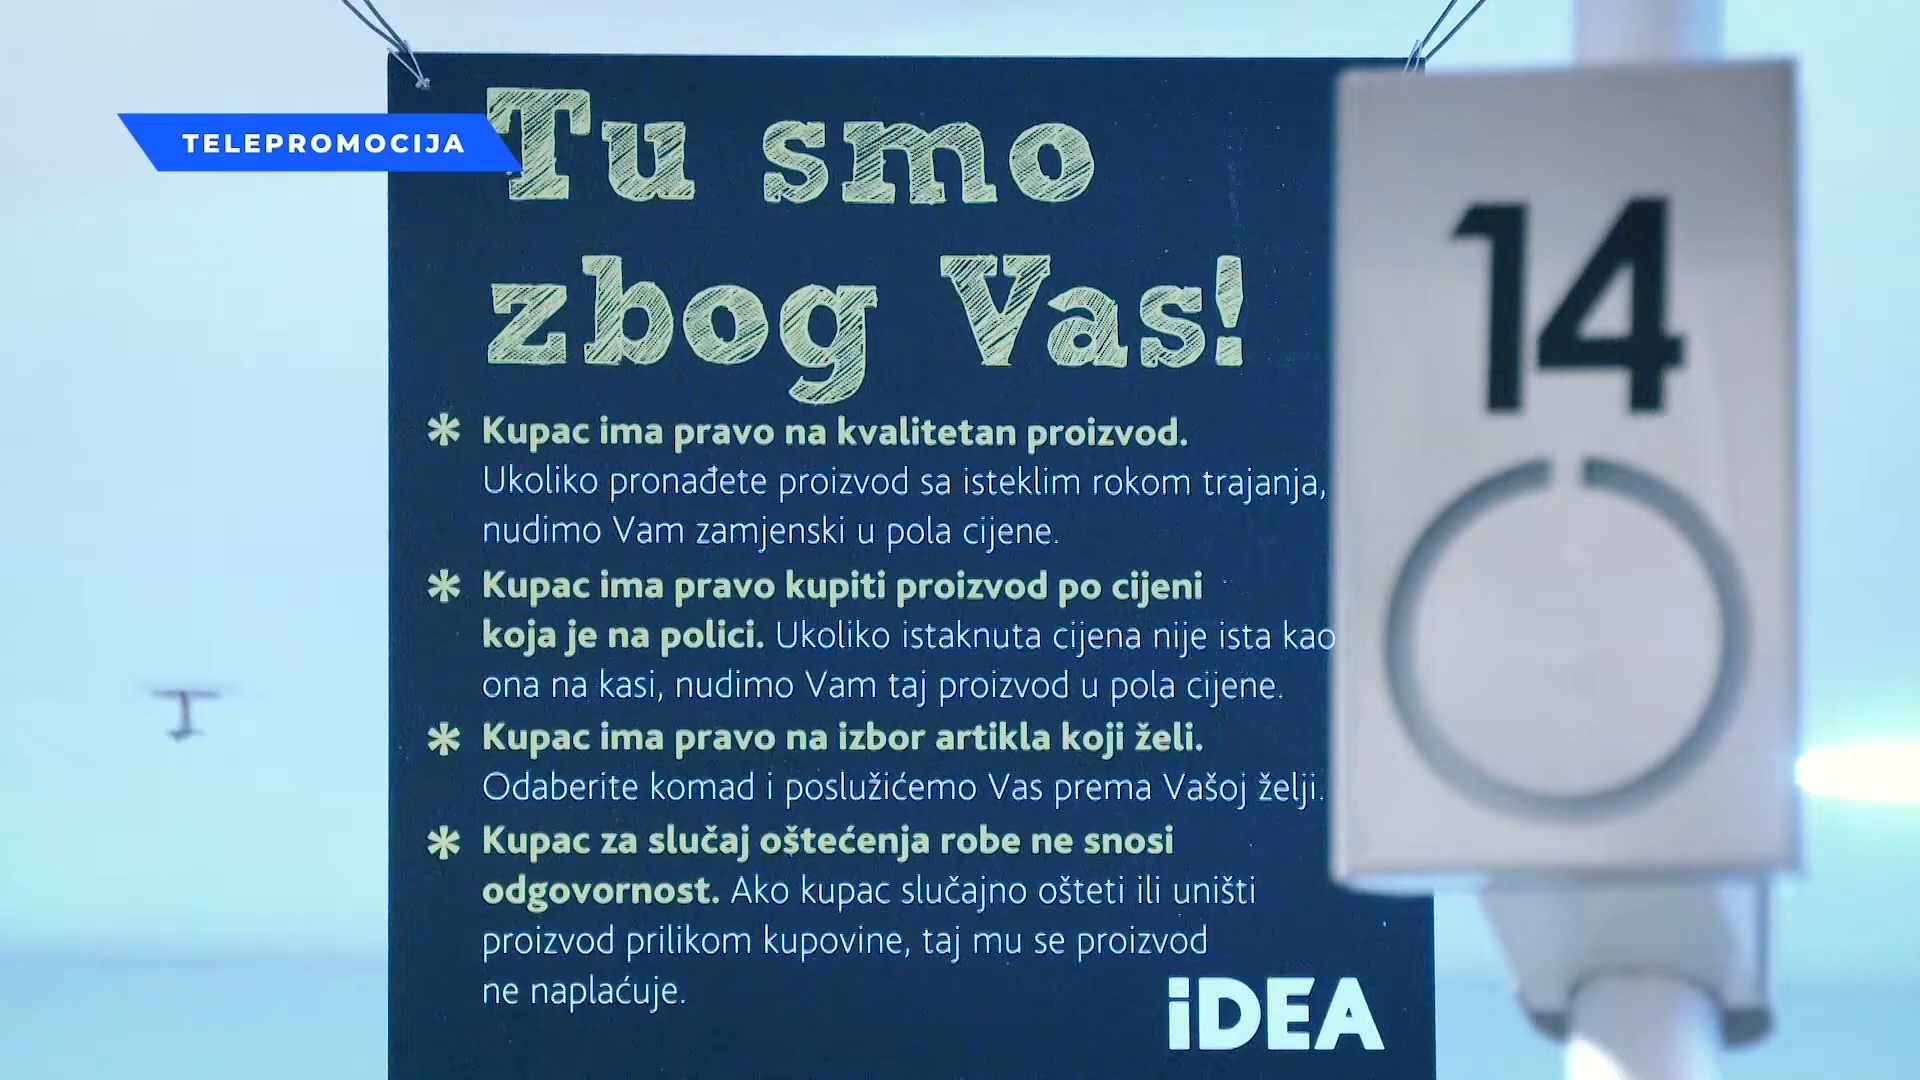 TELEPROMOCIJA
Tu smo
zbog Vas!
* Kupac ima pravo na kvalitetan proizvod.
Ukoliko pronađete proizvod sa isteklim rokom trajanja,
nudimo Vam zamjenski u pola cijene.
* Kupac ima pravo kupiti proizvod po cijeni
koja je na polici. Ukoliko istaknuta cijena nije ista kao
ona na kasi, nudimo Vam taj proizvod u pola cijene.
* Kupac ima pravo na izbor artikla koji želi.
Odaberite komad i poslužićemo Vas prema Vašoj želji.
* Kupac za slučaj oštećenja robe ne snosi
odgovornost. Ako kupac slučajno ošteti ili uništi
proizvod prilikom kupovine, taj mu se proizvod
ne naplaćuje.
iDEA
14